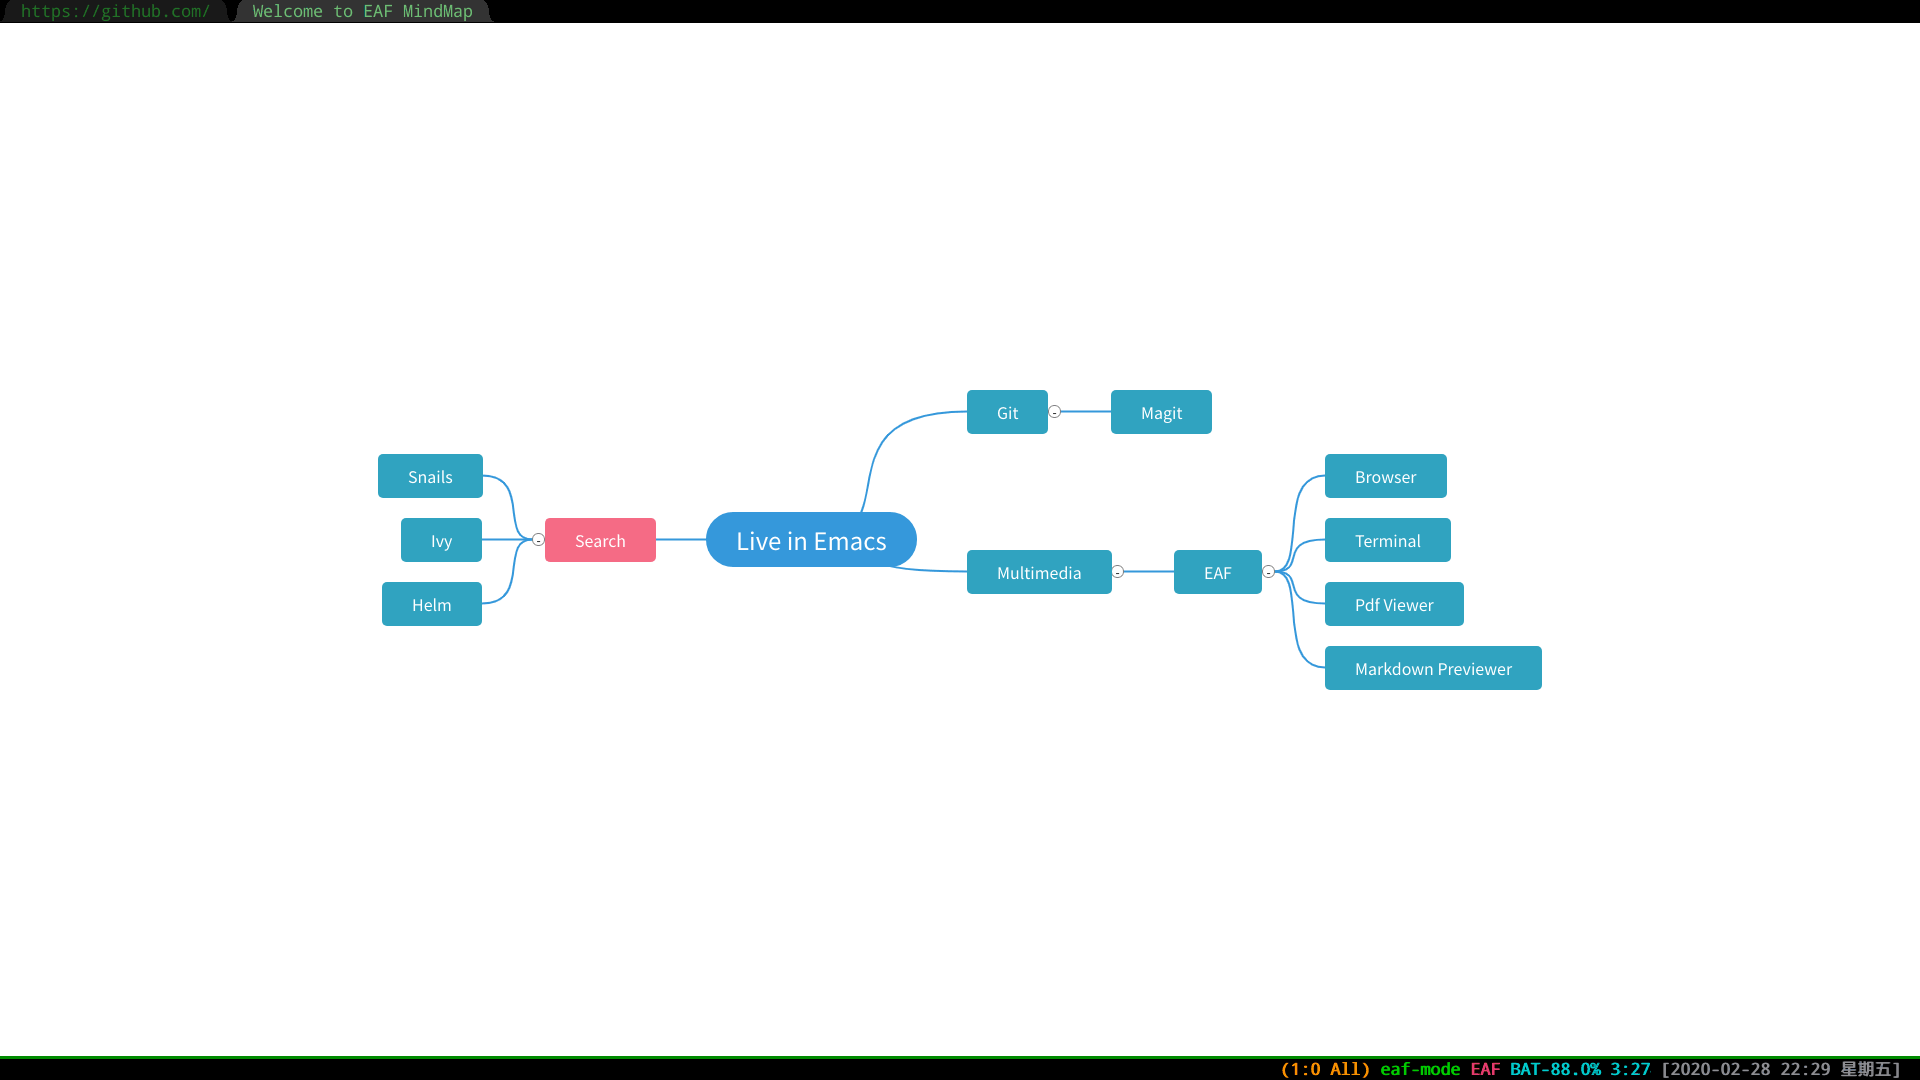 https://github.com/
Welcome to EAF MindMap
Git
-
Magit
Snails
Ivy
Helm
-
Search
Live in Emacs
Multimedia
-
EAF
-
Browser
Terminal
Pdf Viewer
Markdown Previewer
(1:0 All) eaf-mode EAF BAT-88.0% 3:27 [2020-02-28 22:29 星期五]